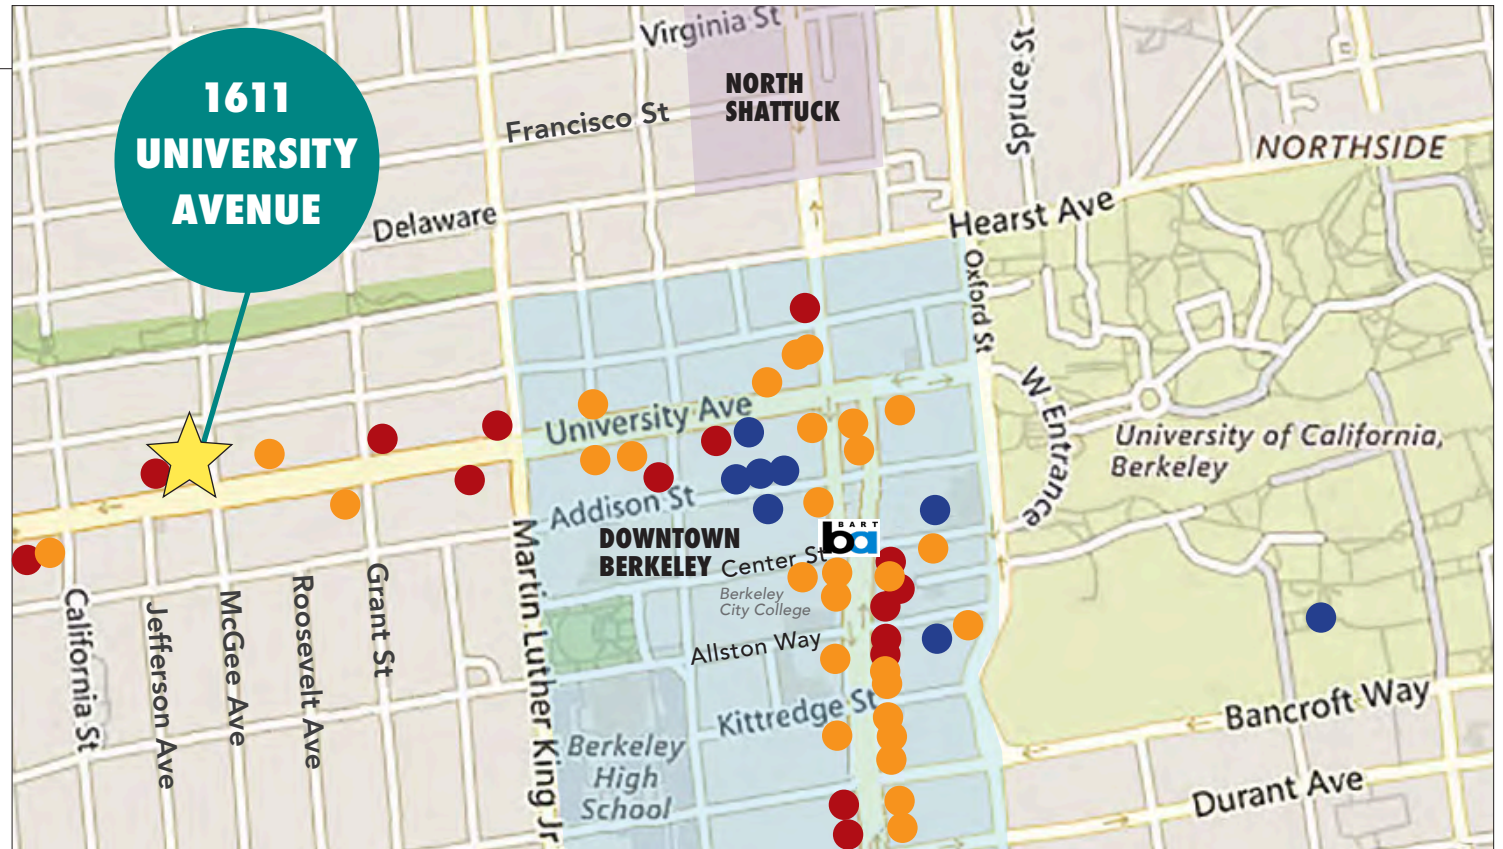 Virginia St
1611
UNIVERSITY
AVENUE
NORTH
SHATTUCK
Spruce St
Francisco St
NORTHSIDE
Delaware
Hearst Ave
Oxford St
W Entrance
University Ave
University of California,
Berkeley
Addison St
DOWNTOWN
BERKELEY
BART
ba
Center St
Berkeley
City College
Martin Luther King Jr
California St
Jefferson Ave
McGee Ave
Roosevelt Ave
Grant St
Allston Way
Kittredge St
Bancroft Way
Berkeley
High
School
Durant Ave